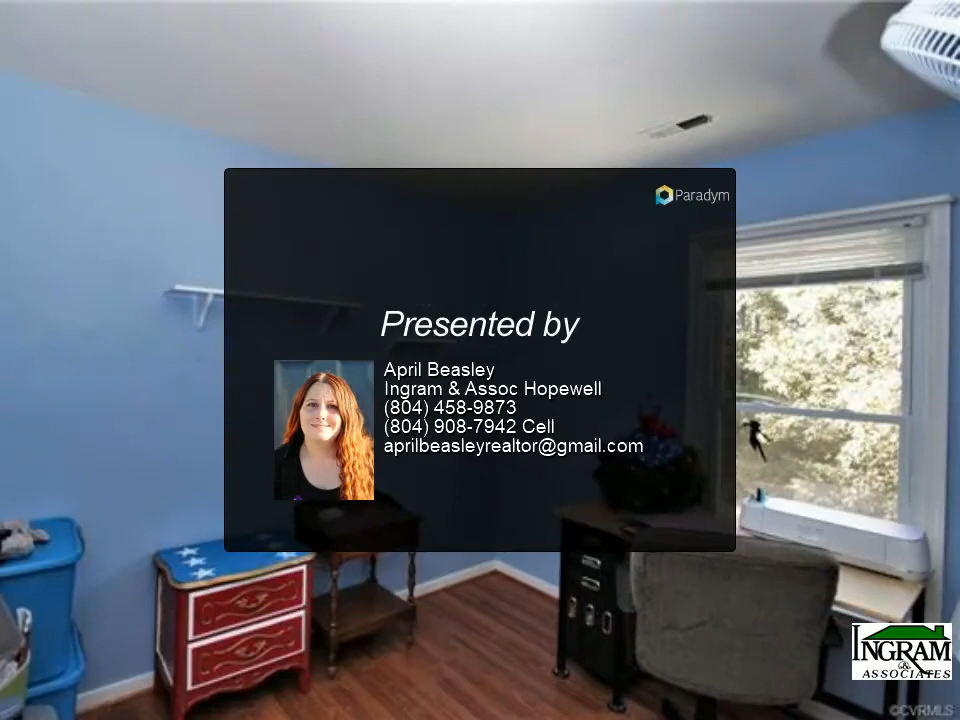 Paradym
Presented by
April Beasley
Ingram & Assoc Hopewell
(804) 458-9873
(804) 908-7942 Cell
aprilbeasleyrealtor@gmail.com
INGRAM
&
ASSOCIATES
©CVRMLS